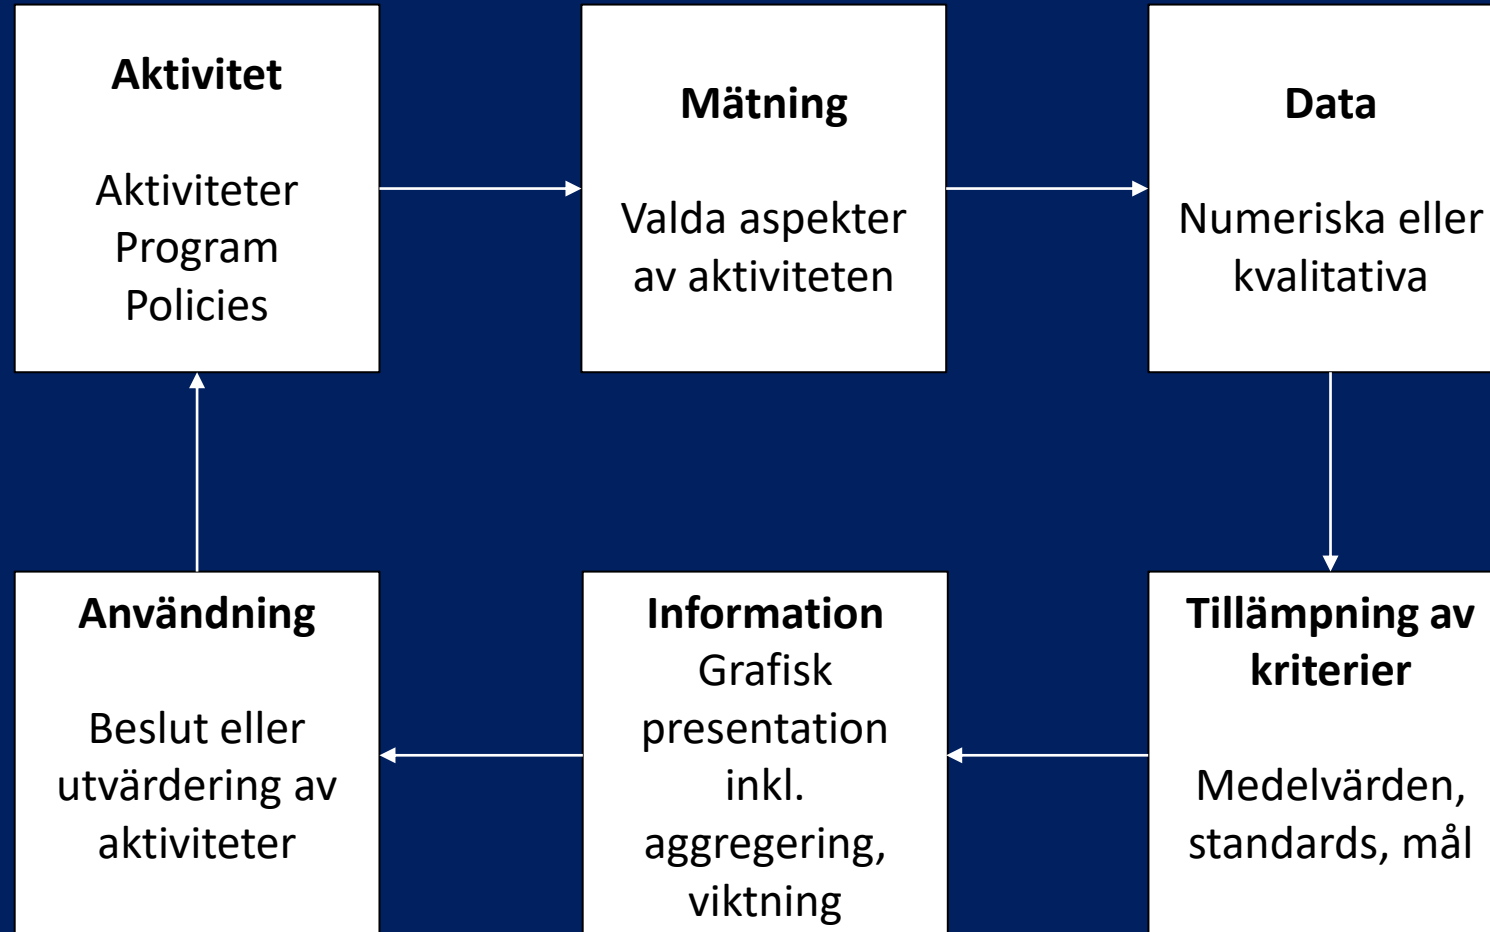 Aktivitet
Aktiviteter
Program
Policies
Mätning
Valda aspekter
av aktiviteten
Data
Numeriska eller
kvalitativa
Användning
Beslut eller
utvärdering av
aktiviteter
Information
Grafisk
presentation
inkl.
aggregering,
viktning
Tillämpning av
kriterier
Medelvärden,
standards, mål